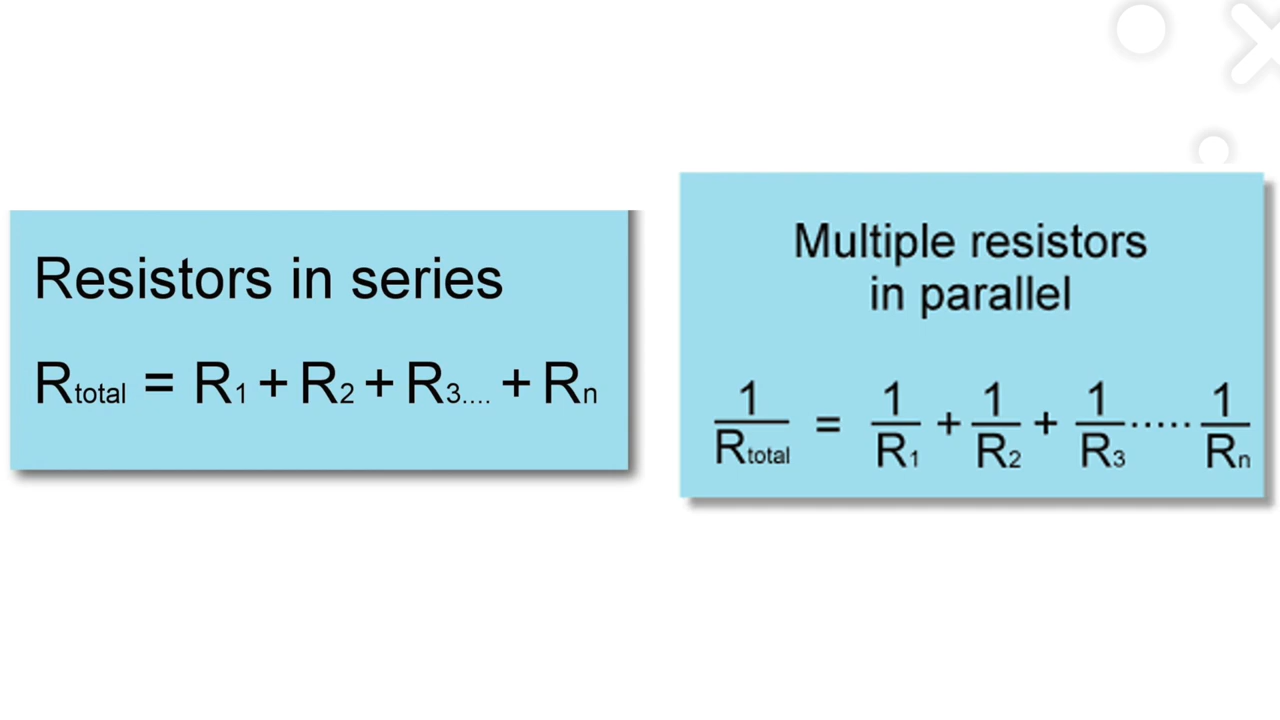 Resistors in series
Rtotal = R1 + R2 + R3.... + Rn
Multiple resistors
in parallel
1/Rtotal = 1/R1 + 1/R2 + 1/R3 ..... 1/Rn